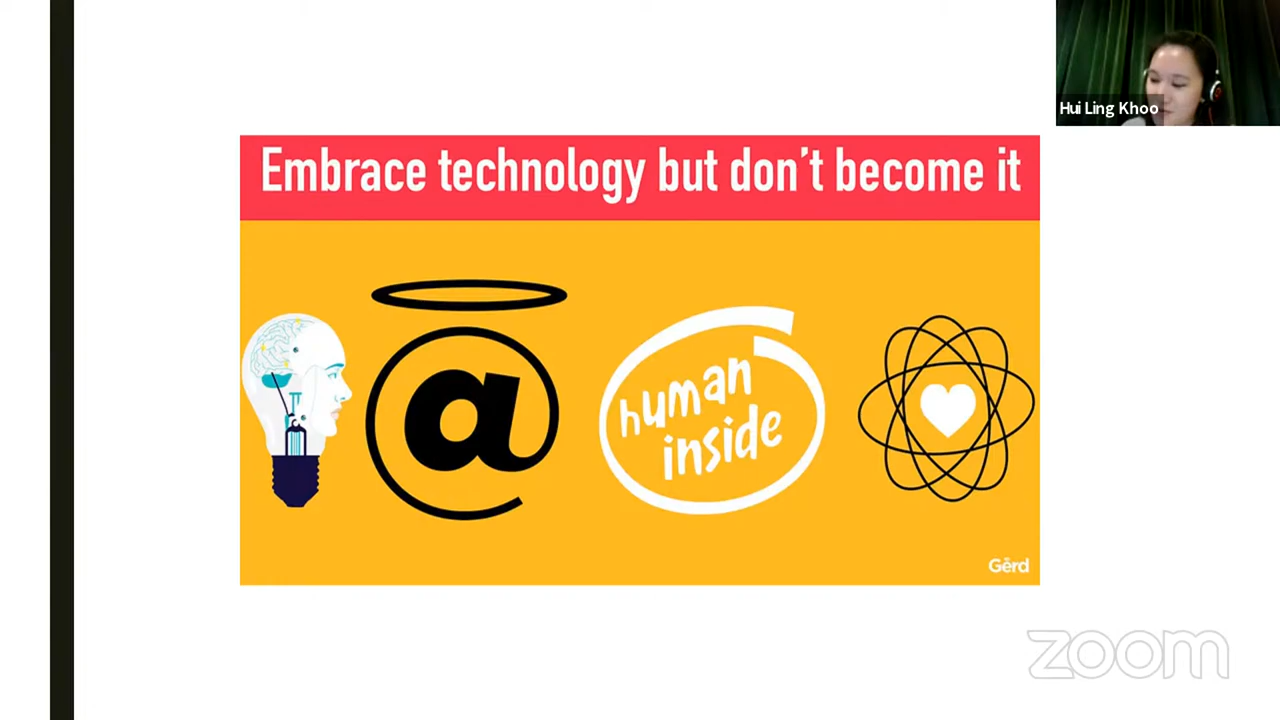 Hui Ling Khoo
Embrace technology but don't become it
@
human
inside
Gerd
zoom